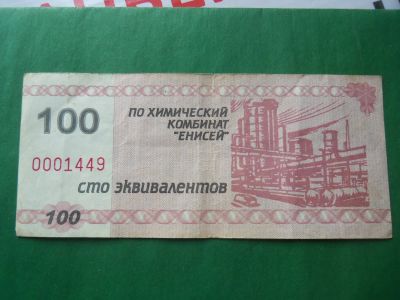 100
ПО ХИМИЧЕСКИЙ
КОМБИНАТ
"ЕНИСЕЙ"
0001449
СТО ЭКВИВАЛЕНТОВ
100